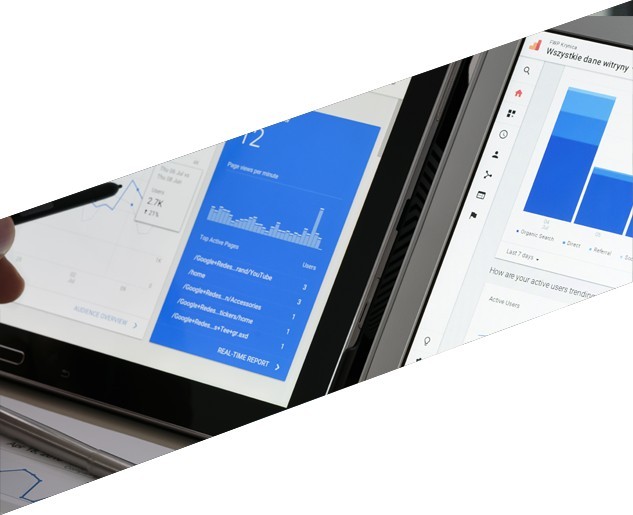 Users
2.7K
↑ 21%
AUDIENCE OVERVIEW
12
Page views per minute
Top Active Pages
Users
/Google+Redes...rand/YouTube
3
/home
3
/Google+Redes...n/Accessories
1
/Google+Redes...tickers/home
1
/Google+Redes...s+Tee+gr.axd
1
REAL-TIME REPORT
Wszystkie dane witryny
Organic Search
Direct
Referral
Last 7 days
How are your active users trending
Active Users